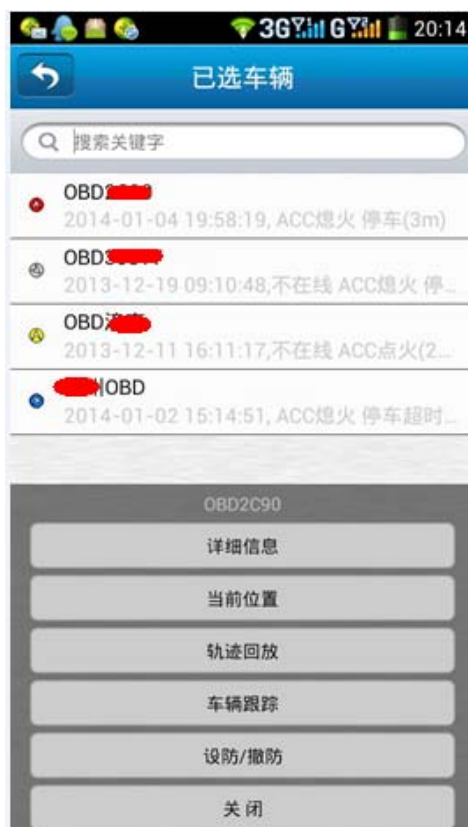 3G G 20:14
已选车辆
搜索关键字
OBD
2014-01-04 19:58:19, ACC熄火 停车(3m)
OBD
2013-12-19 09:10:48,不在线 ACC熄火 停...
OBD
2013-12-11 16:11:17,不在线 ACC点火(2...
OBD
2014-01-02 15:14:51, ACC熄火 停车超时...
OBD2C90
详细信息
当前位置
轨迹回放
车辆跟踪
设防/撤防
关 闭